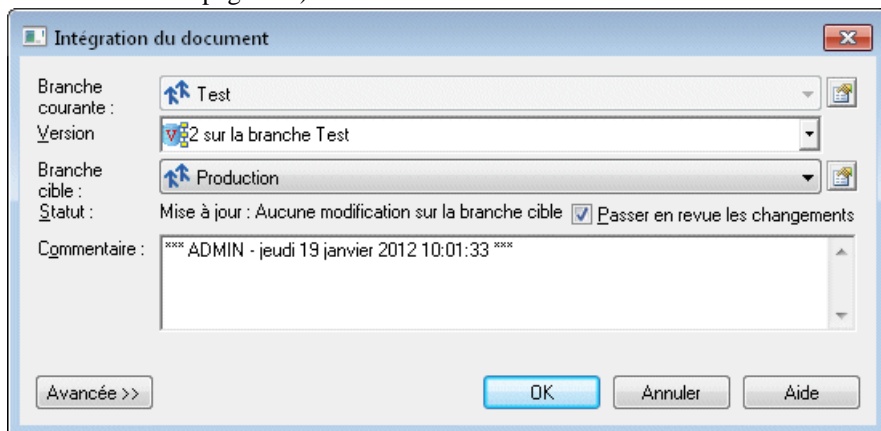 Intégration du document
Branche
courante :
Test
Version
2 sur la branche Test
Branche
cible :
Production
Statut :
Mise à jour : Aucune modification sur la branche cible
Passer en revue les changements
Commentaire :
*** ADMIN - jeudi 19 janvier 2012 10:01:33 ***
Avancée >>
OK
Annuler
Aide